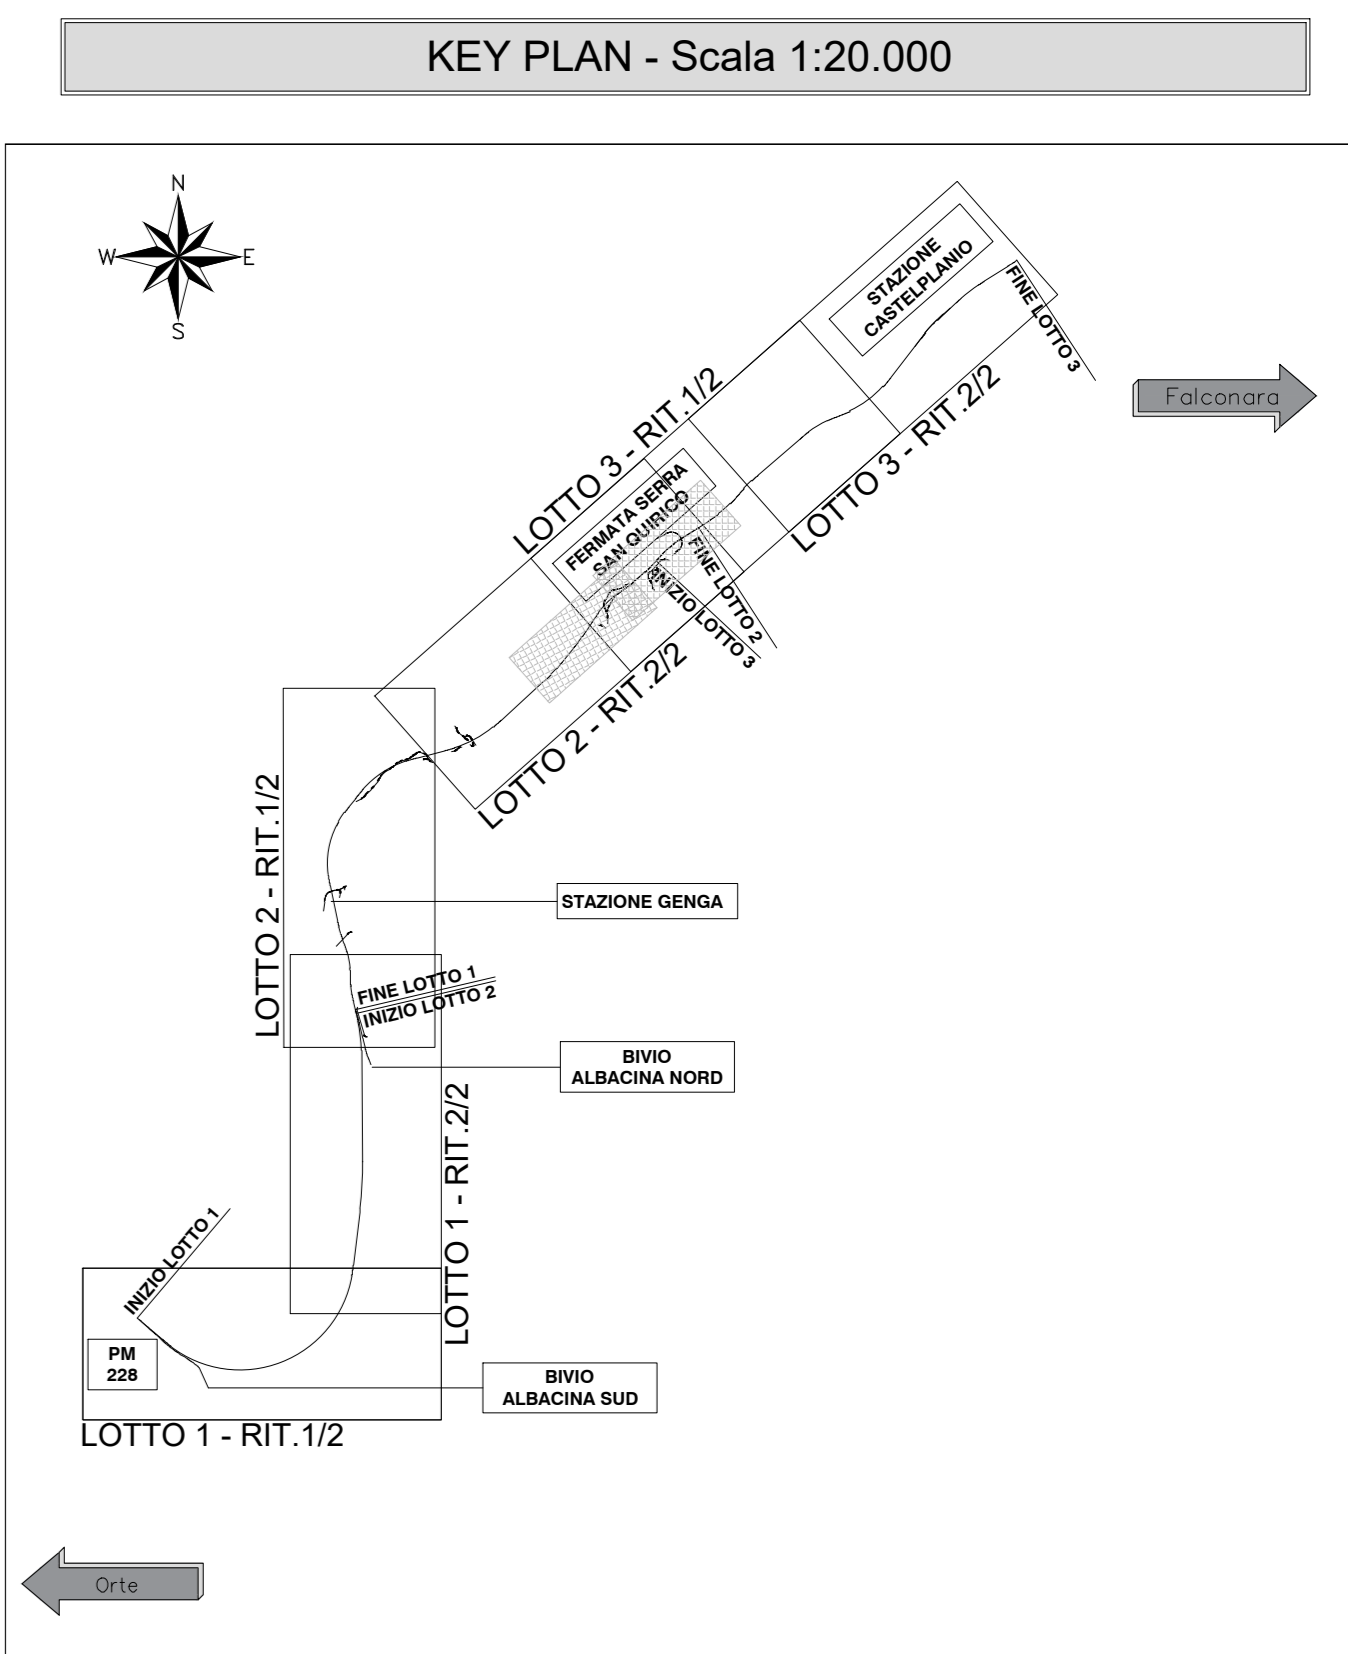 KEY PLAN - Scala 1:20.000
N
W
E
S
STAZIONE
CASTELPLANIO
FINE LOTTO 3
Falconara
LOTTO 3 - RIT.1/2
LOTTO 3 - RIT.2/2
FERMATA SERRA
SAN QUIRICO
FINE LOTTO 2
INIZIO LOTTO 3
LOTTO 2 - RIT.2/2
LOTTO 2 - RIT.1/2
STAZIONE GENGA
FINE LOTTO 1
INIZIO LOTTO 2
BIVIO
ALBACINA NORD
LOTTO 1 - RIT.2/2
INIZIO LOTTO 1
PM
228
BIVIO
ALBACINA SUD
LOTTO 1 - RIT.1/2
Orte